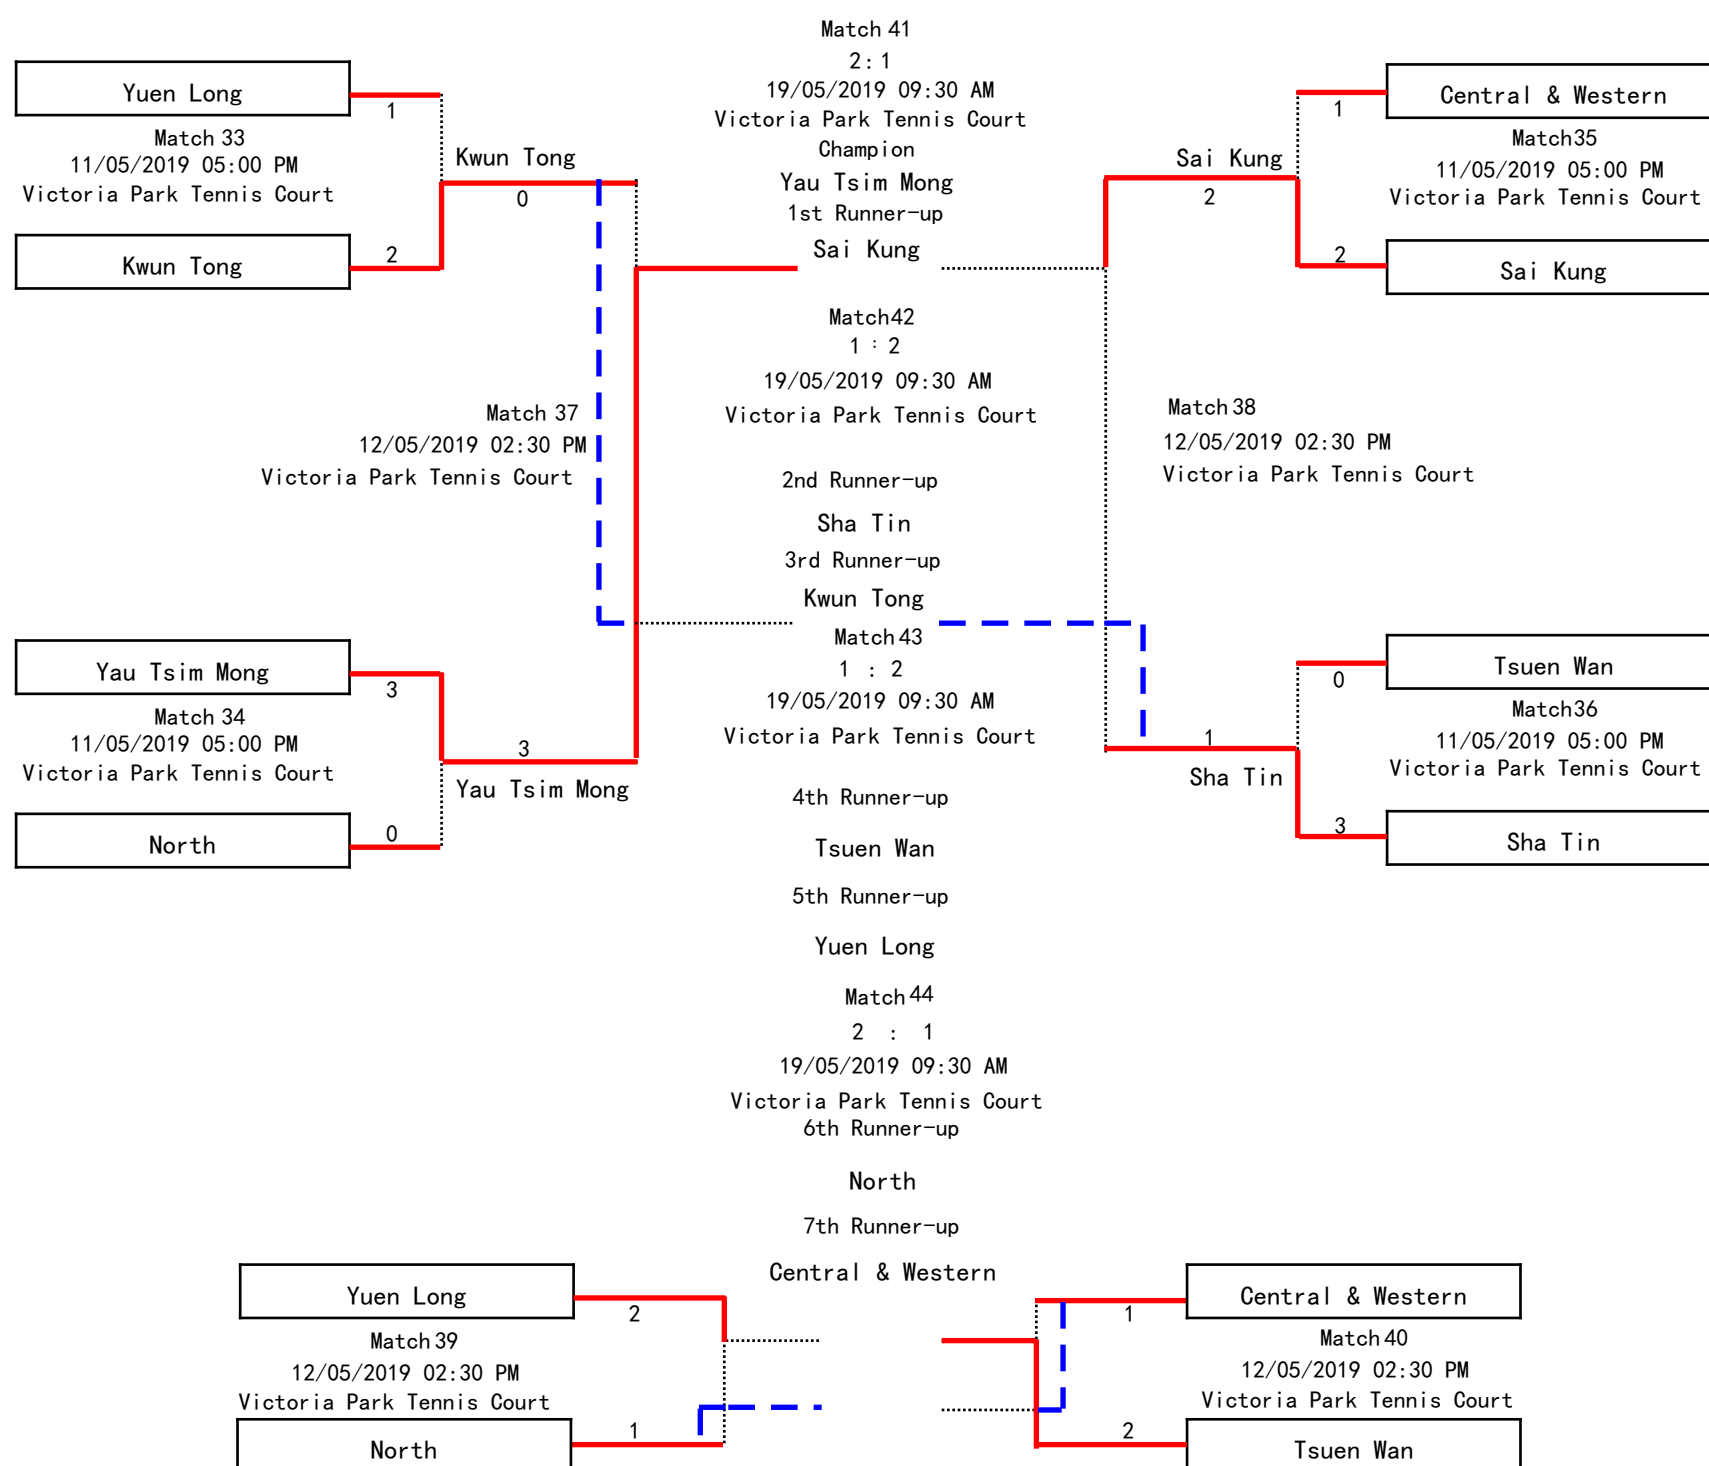 Match 41
2: 1
19/05/2019 09:30 AM
Victoria Park Tennis Court
Champion
Yau Tsim Mong
1st Runner-up
Sai Kung
Yuen Long
1
Match 33
11/05/2019 05:00 PM
Victoria Park Tennis Court
Kwun Tong
2
Kwun Tong
0
Central & Western
1
Match35
11/05/2019 05:00 PM
Victoria Park Tennis Court
Sai Kung
2
Sai Kung
2
Match42
1 : 2
19/05/2019 09:30 AM
Victoria Park Tennis Court
Match 37
12/05/2019 02:30 PM
Victoria Park Tennis Court
Match 38
12/05/2019 02:30 PM
Victoria Park Tennis Court
2nd Runner-up
Sha Tin
3rd Runner-up
Kwun Tong
Match 43
1 : 2
19/05/2019 09:30 AM
Victoria Park Tennis Court
Yau Tsim Mong
3
Match 34
11/05/2019 05:00 PM
Victoria Park Tennis Court
North
0
3
Yau Tsim Mong
Tsuen Wan
0
Match36
11/05/2019 05:00 PM
Victoria Park Tennis Court
Sha Tin
3
1
Sha Tin
4th Runner-up
Tsuen Wan
5th Runner-up
Yuen Long
Match 44
2 : 1
19/05/2019 09:30 AM
Victoria Park Tennis Court
6th Runner-up
North
7th Runner-up
Central & Western
Yuen Long
2
Match 39
12/05/2019 02:30 PM
Victoria Park Tennis Court
North
1
Central & Western
1
Match 40
12/05/2019 02:30 PM
Victoria Park Tennis Court
Tsuen Wan
2